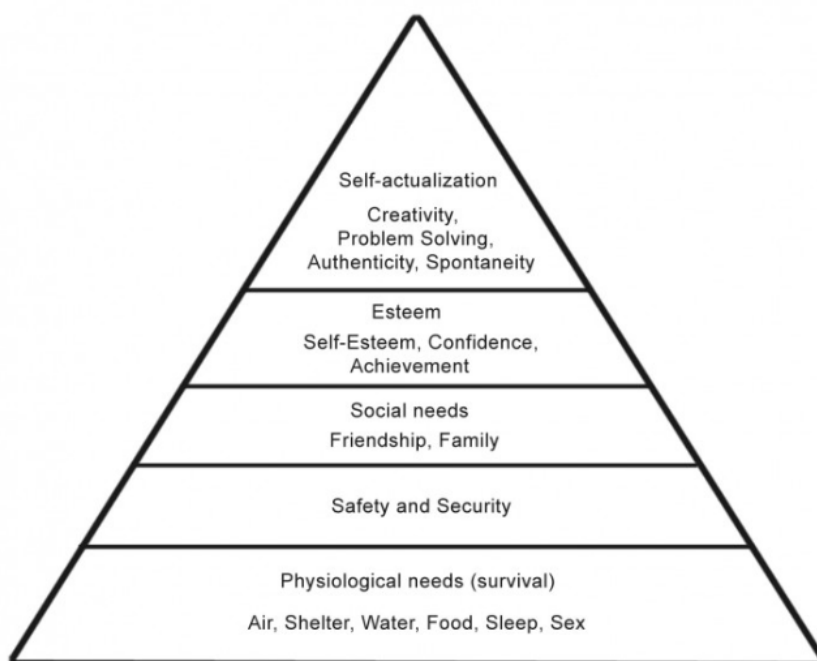 Self-actualization
Creativity,
Problem Solving,
Authenticity, Spontaneity
Esteem
Self-Esteem, Confidence,
Achievement
Social needs
Friendship, Family
Safety and Security
Physiological needs (survival)
Air, Shelter, Water, Food, Sleep, Sex